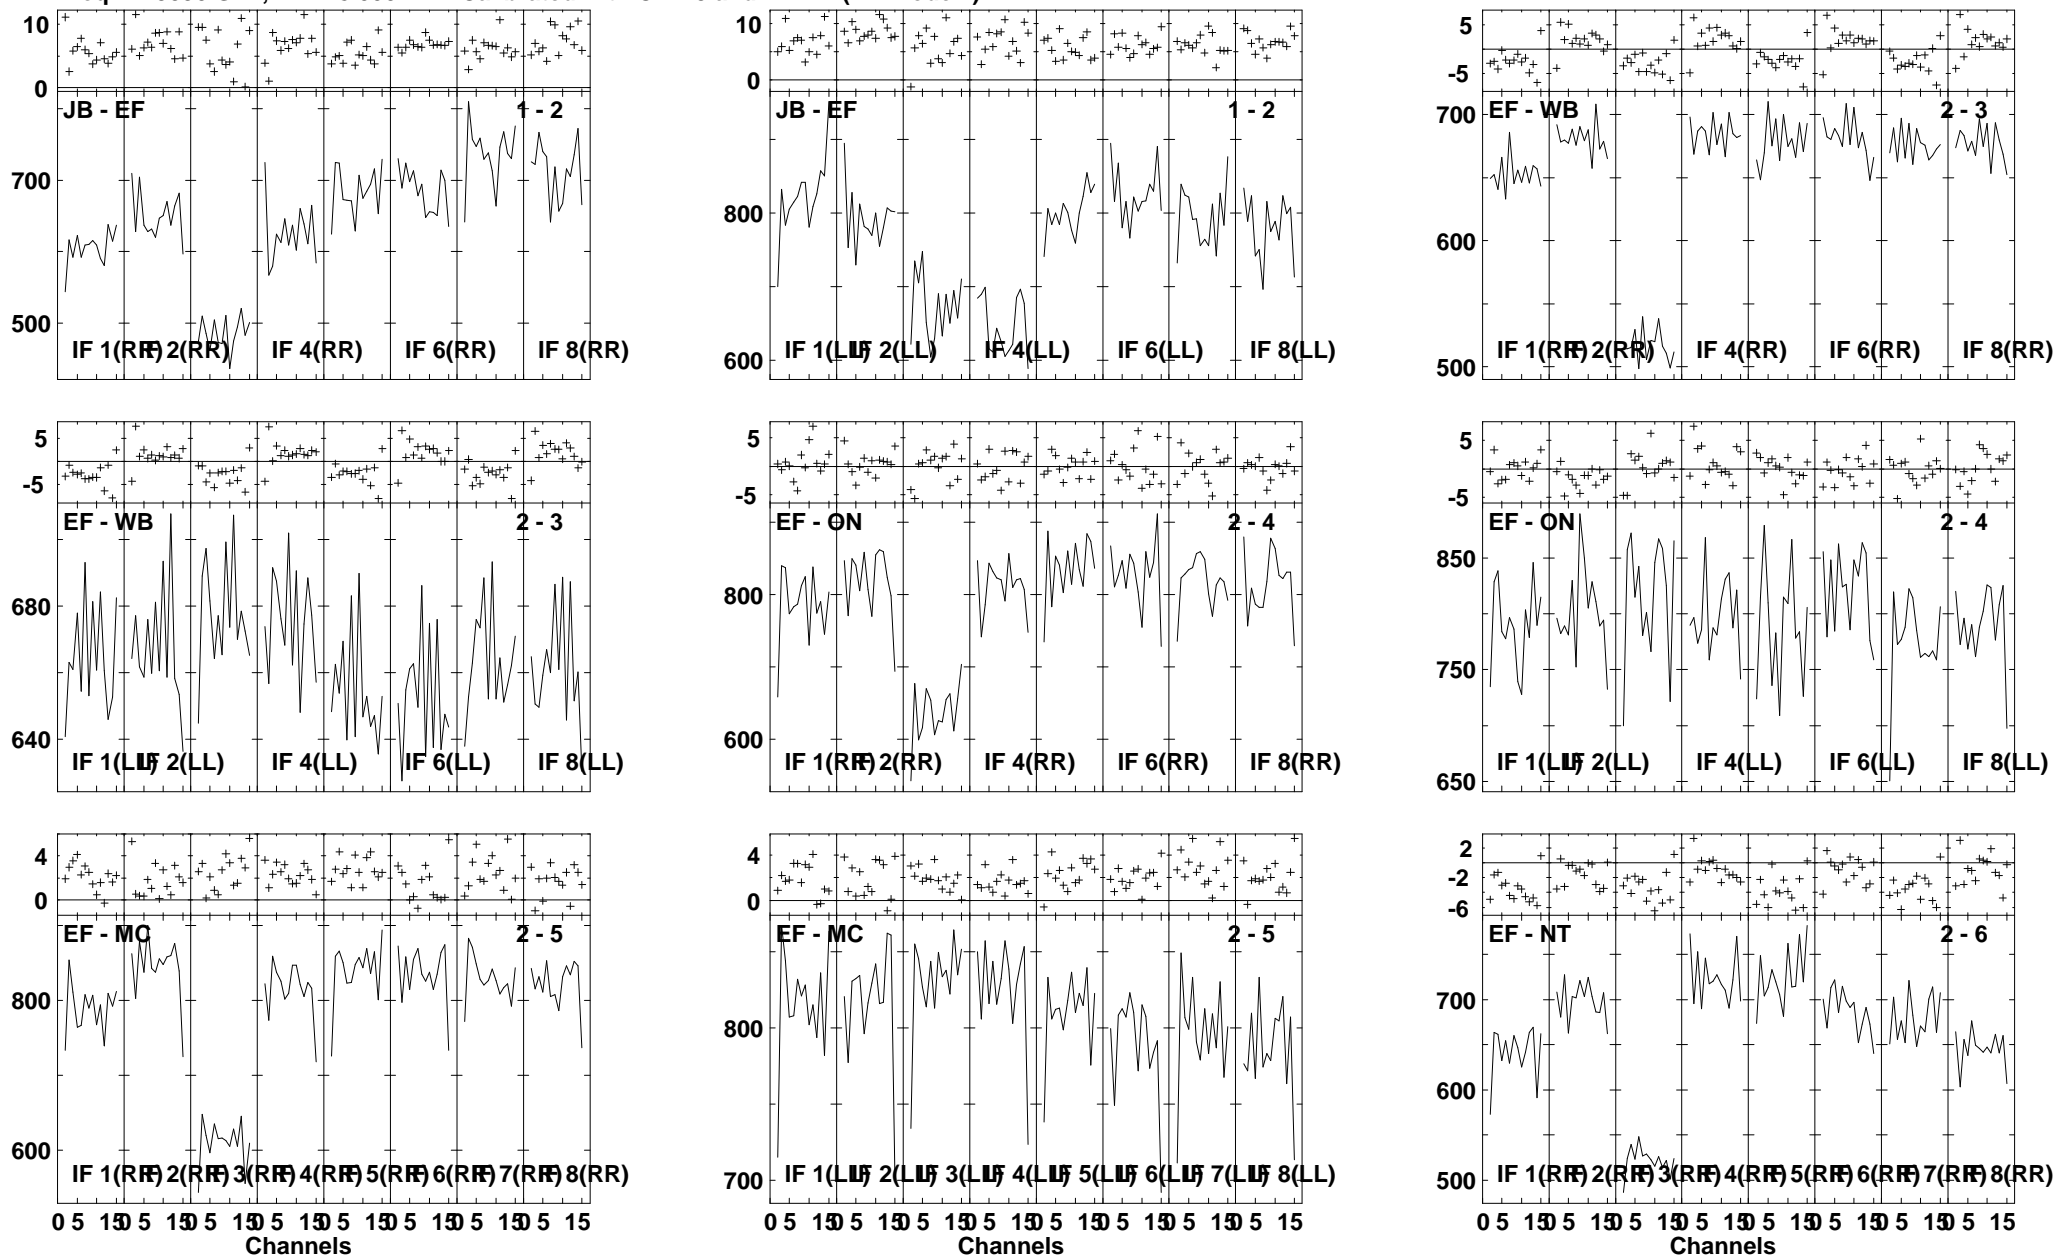 10 10 5
5 5 -5
0 0
JB - EF 1 - 2 JB - EF 1 - 2 EF - WB 2 - 3
700
700 800 600
500 600 500
IF 1(RR) IF 2(RR) IF 4(RR) IF 6(RR) IF 8(RR) IF 1(LL) IF 2(LL) IF 4(LL) IF 6(LL) IF 8(LL) IF 1(RR) IF 2(RR) IF 4(RR) IF 6(RR) IF 8(RR)
5 5 5
-5 -5 -5
EF - WB 2 - 3 EF - ON 2 - 4 EF - ON 2 - 4
680 800 850
750
640 600 650
IF 1(LL) IF 2(LL) IF 4(LL) IF 6(LL) IF 8(LL) IF 1(RR) IF 2(RR) IF 4(RR) IF 6(RR) IF 8(RR) IF 1(LL) IF 2(LL) IF 4(LL) IF 6(LL) IF 8(LL)
4 4 2
-2
0 0 -6
EF - MC 2 - 5 EF - MC 2 - 5 EF - NT 2 - 6
800 800 700
600
600 700 500
IF 1(RR) IF 2(RR) IF 3(RR) IF 4(RR) IF 5(RR) IF 6(RR) IF 7(RR) IF 8(RR) IF 1(LL) IF 2(LL) IF 3(LL) IF 4(LL) IF 5(LL) IF 6(LL) IF 7(LL) IF 8(LL) IF 1(RR) IF 2(RR) IF 3(RR) IF 4(RR) IF 5(RR) IF 6(RR) IF 7(RR) IF 8(RR)
0 5 15 0 5 15 0 5 15 0 5 15 0 5 15 0 5 15 0 5 15 0 5 15 0 5 15 0 5 15 0 5 15 0 5 15 0 5 15 0 5 15 0 5 15 0 5 15 0 5 15 0 5 15 0 5 15 0 5 15 0 5 15 0 5 15 0 5 15 0 5 15
Channels Channels Channels